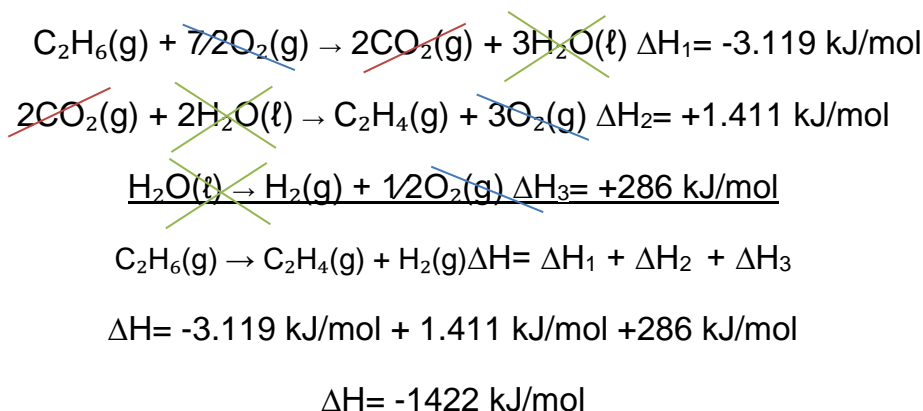 C₂H₆(g) + 7⁄2O₂(g) → 2CO₂(g) + 3H₂O(ℓ) ΔH₁= -3.119 kJ/mol
2CO₂(g) + 2H₂O(ℓ) → C₂H₄(g) + 3O₂(g) ΔH₂= +1.411 kJ/mol
H₂O(ℓ) → H₂(g) + 1⁄2O₂(g) ΔH₃= +286 kJ/mol
C₂H₆(g) → C₂H₄(g) + H₂(g)ΔH= ΔH₁ + ΔH₂ + ΔH₃
ΔH= -3.119 kJ/mol + 1.411 kJ/mol +286 kJ/mol
ΔH= -1422 kJ/mol